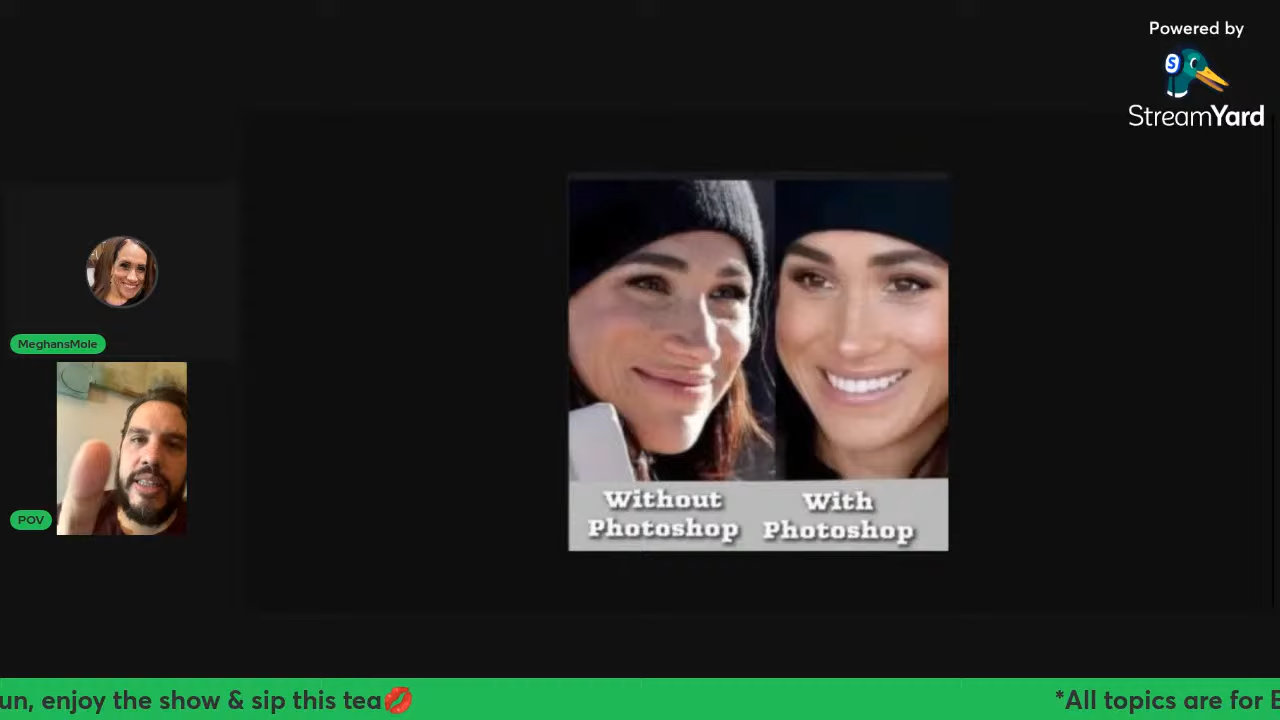 Powered by
S
StreamYard
MeghansMole
POV
Without
Photoshop
With
Photoshop
un, enjoy the show & sip this tea💋
*All topics are for E